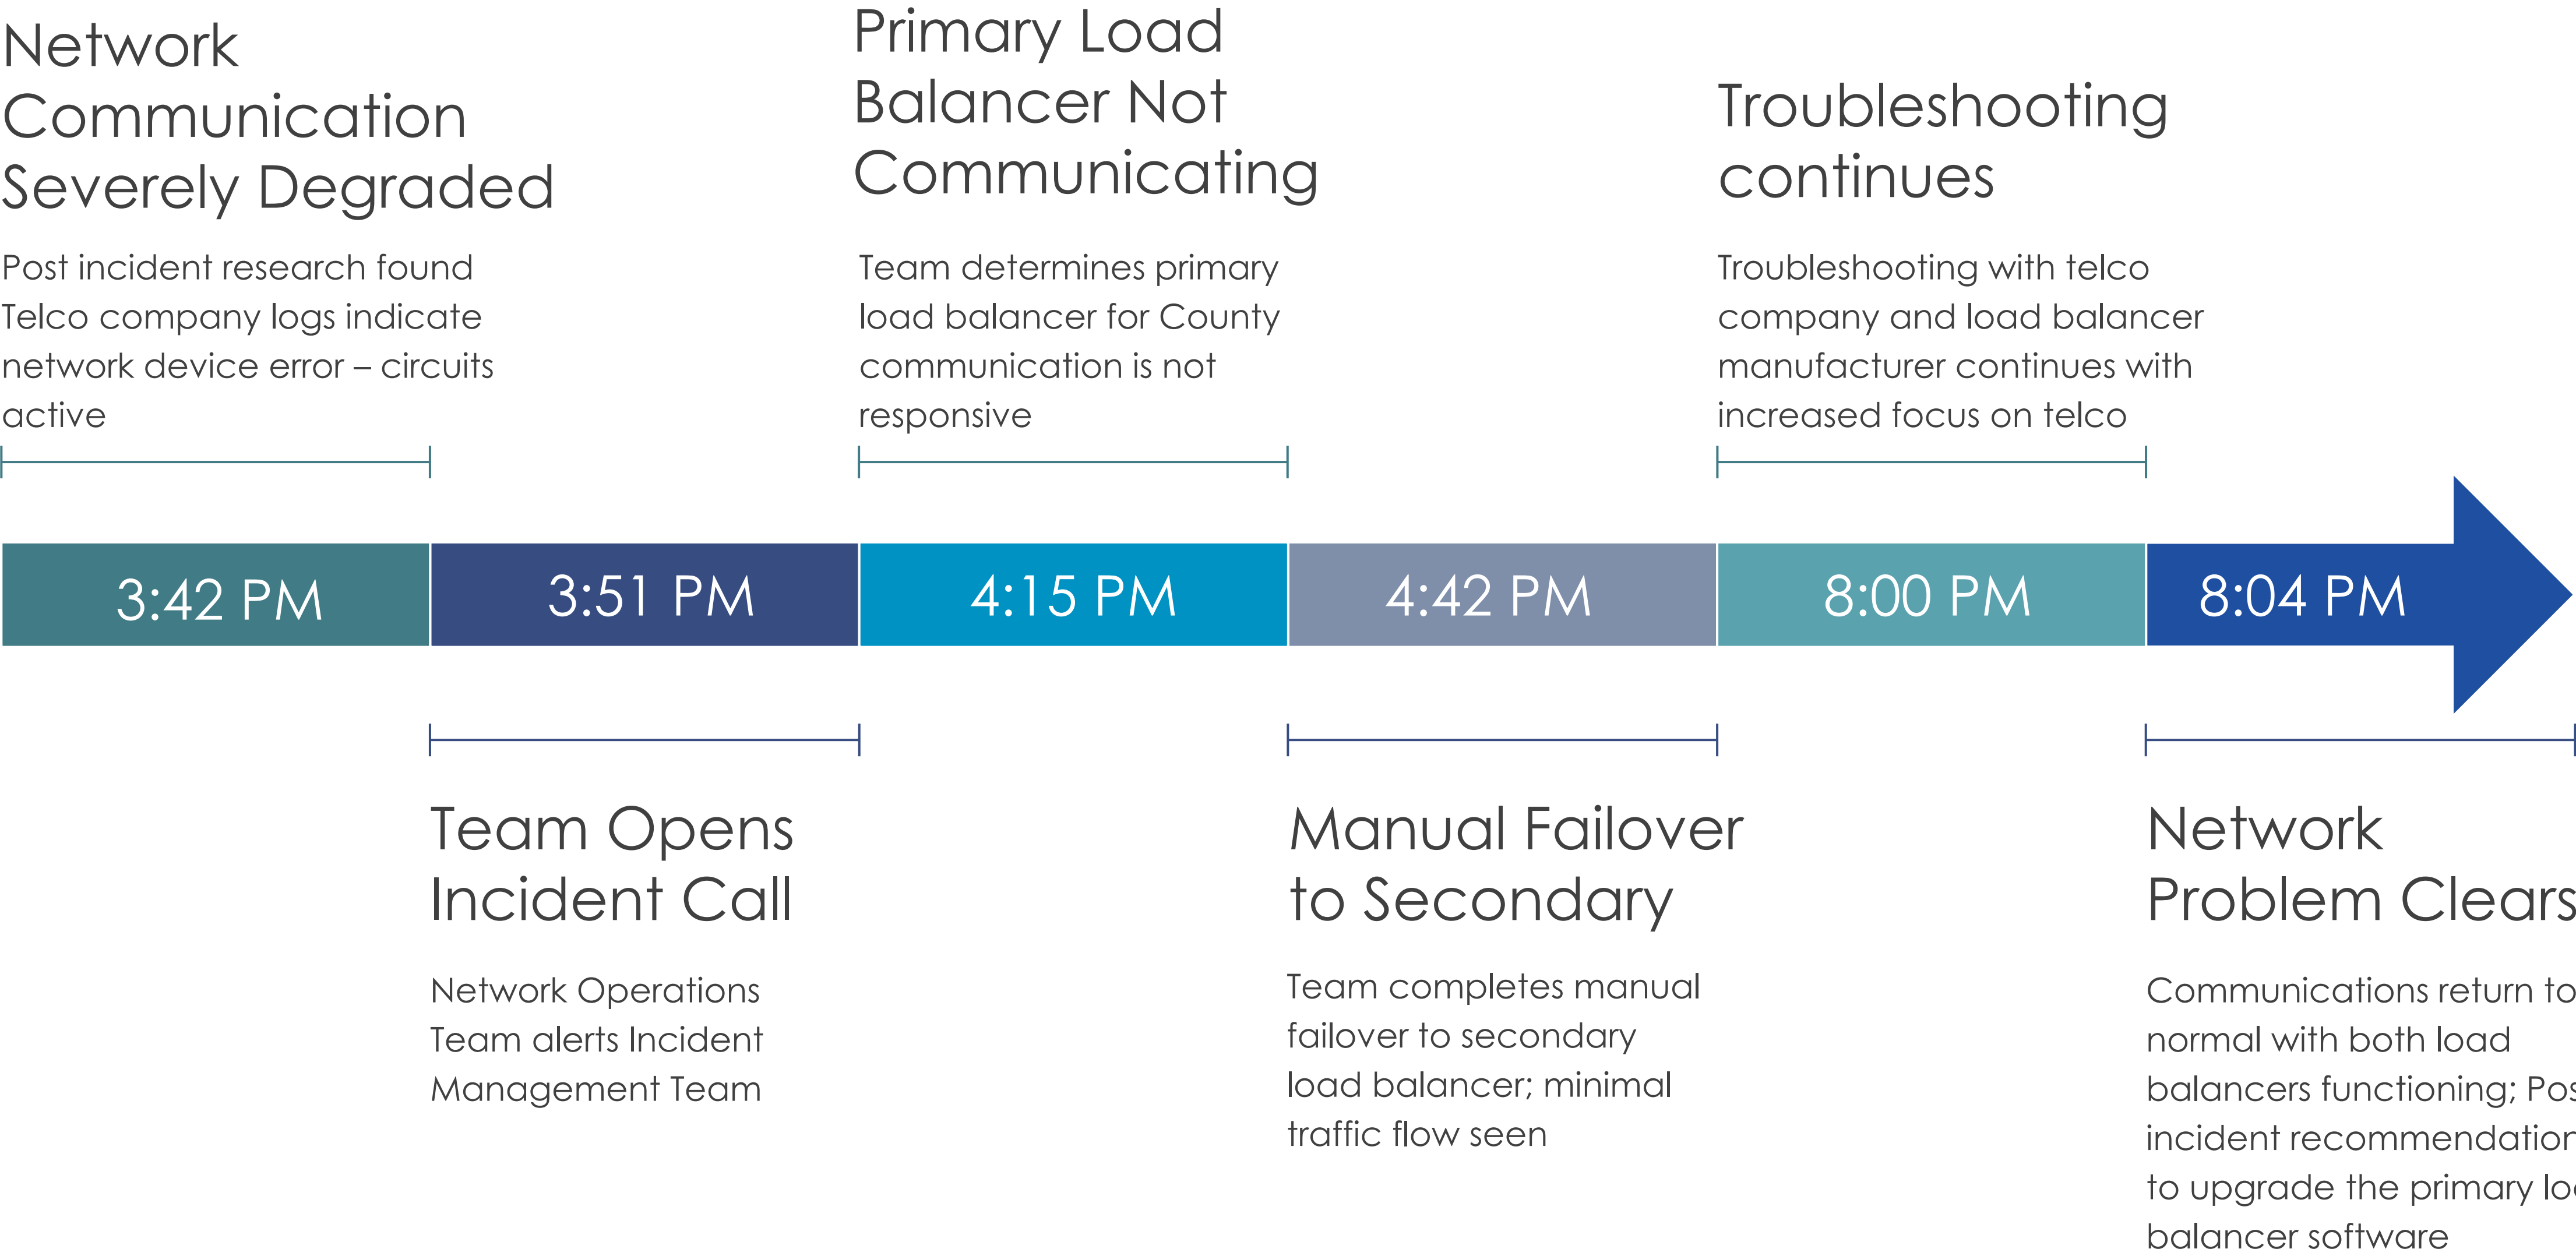 Network
Communication
Severely Degraded
Post incident research found
Telco company logs indicate
network device error – circuits
active
Primary Load
Balancer Not
Communicating
Team determines primary
load balancer for County
communication is not
responsive
Troubleshooting
continues
Troubleshooting with telco
company and load balancer
manufacturer continues with
increased focus on telco
3:42 PM
3:51 PM
4:15 PM
4:42 PM
8:00 PM
8:04 PM
Team Opens
Incident Call
Network Operations
Team alerts Incident
Management Team
Manual Failover
to Secondary
Team completes manual
failover to secondary
load balancer; minimal
traffic flow seen
Network
Problem Clears
Communications return to
normal with both load
balancers functioning;
incident recommendation
to upgrade the primary
balancer software